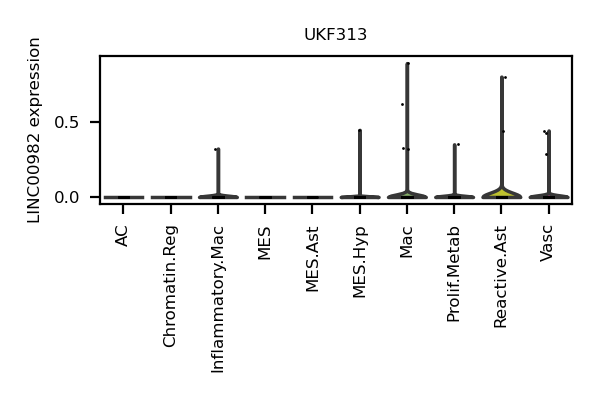 UKF313
LINC00982 expression
0.5
0.0
AC
Chromatin.Reg
Inflammatory.Mac
MES
MES.Ast
MES.Hyp
Mac
Prolif.Metab
Reactive.Ast
Vasc